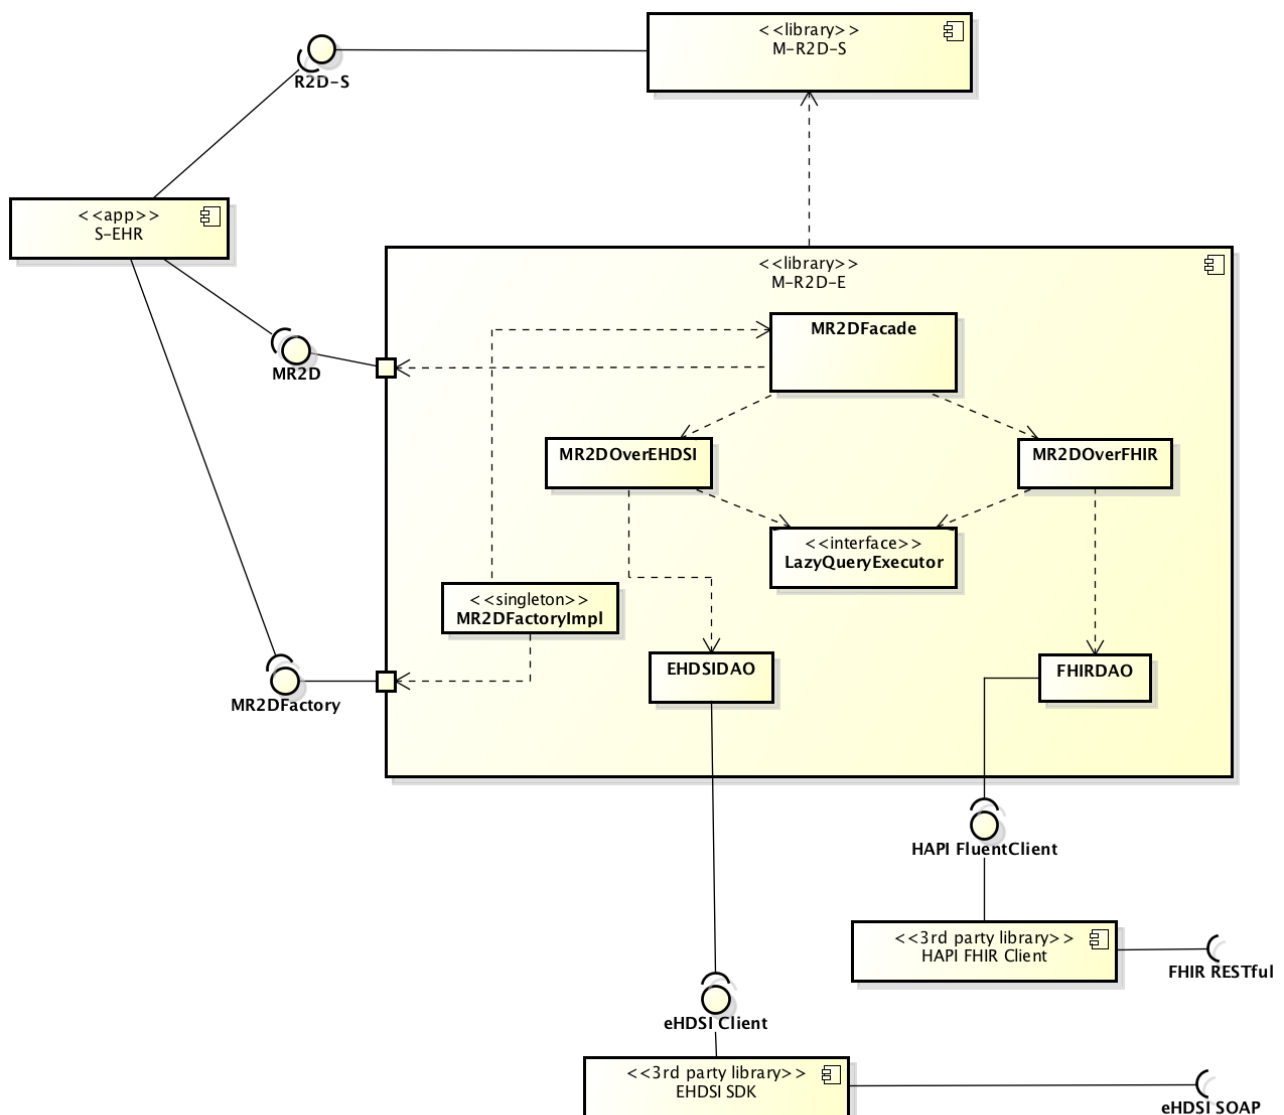 <<library>>
M-R2D-S
R2D-S
<<app>>
S-EHR
<<library>>
M-R2D-E
MR2DFacade
MR2D
MR2DOverEHDSI
MR2DOverFHIR
<<interface>>
LazyQueryExecutor
<<singleton>>
MR2DFactoryImpl
EHDSIDAO
FHIRDAO
MR2DFactory
HAPI FluentClient
<<3rd party library>>
HAPI FHIR Client
FHIR RESTful
eHDSI Client
<<3rd party library>>
EHDSI SDK
eHDSI SOAP